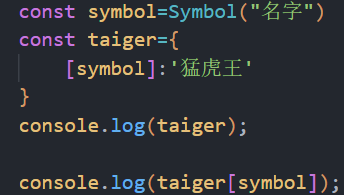 const symbol=Symbol("名字")
const taiger={
[symbol]:'猛虎王'
}
console.log(taiger);
console.log(taiger[symbol]);